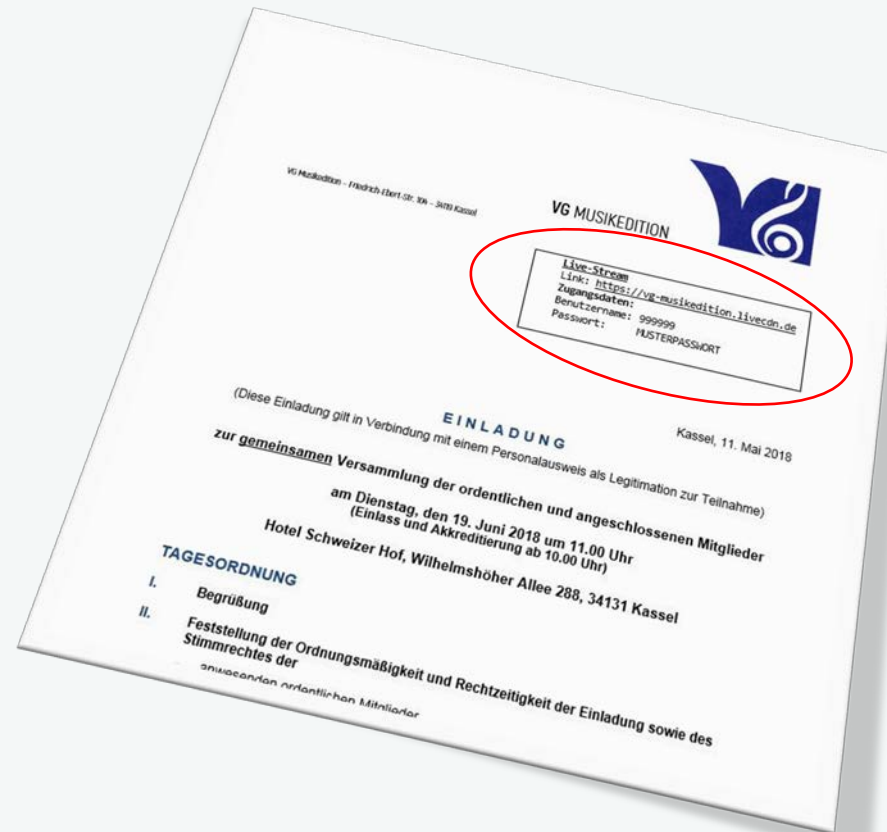 VG Musikedition – Friedrich-Ebert-Str. 104 – 34119 Kassel
VG MUSIKEDITION
Live-Stream
Link: https://vg-musikedition.livecdn.de
Zugangsdaten:
Benutzername: 999999
Passwort: MUSTERPASSWORT
Kassel, 11. Mai 2018
EINLADUNG
(Diese Einladung gilt in Verbindung mit einem Personalausweis als Legitimation zur Teilnahme)
zur gemeinsamen Versammlung der ordentlichen und angeschlossenen Mitglieder
am Dienstag, den 19. Juni 2018 um 11.00 Uhr
(Einlass und Akkreditierung ab 10.00 Uhr)
Hotel Schweizer Hof, Wilhelmshöher Allee 288, 34131 Kassel
TAGESORDNUNG
I. Begrüßung
II. Feststellung der Ordnungsmäßigkeit und Rechtzeitigkeit der Einladung sowie des
Stimmrechtes der
anwesenden ordentlichen Mitglieder